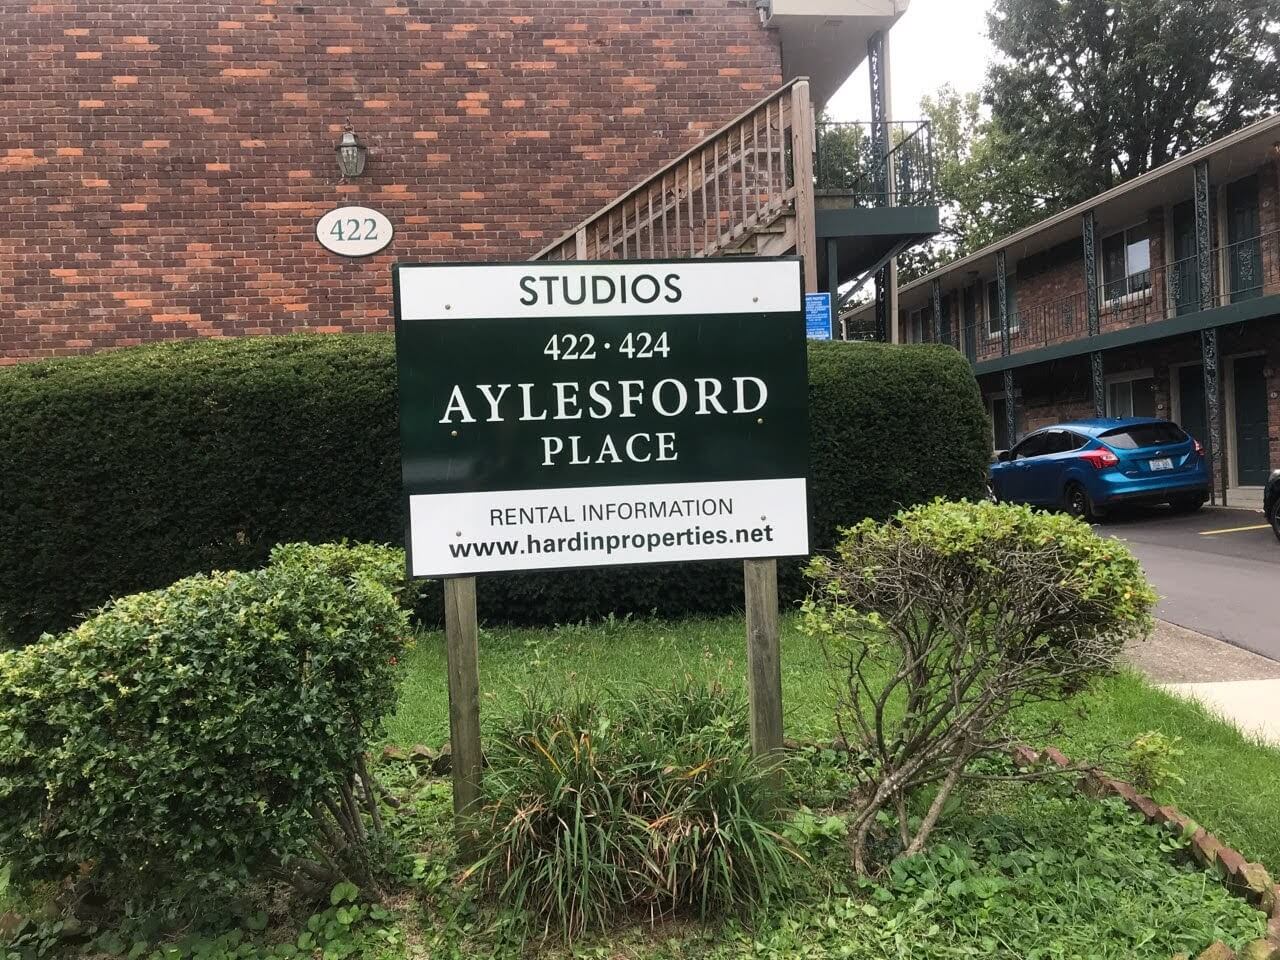 422
STUDIOS
422 · 424
AYLESFORD
PLACE
RENTAL INFORMATION
www.hardinproperties.net